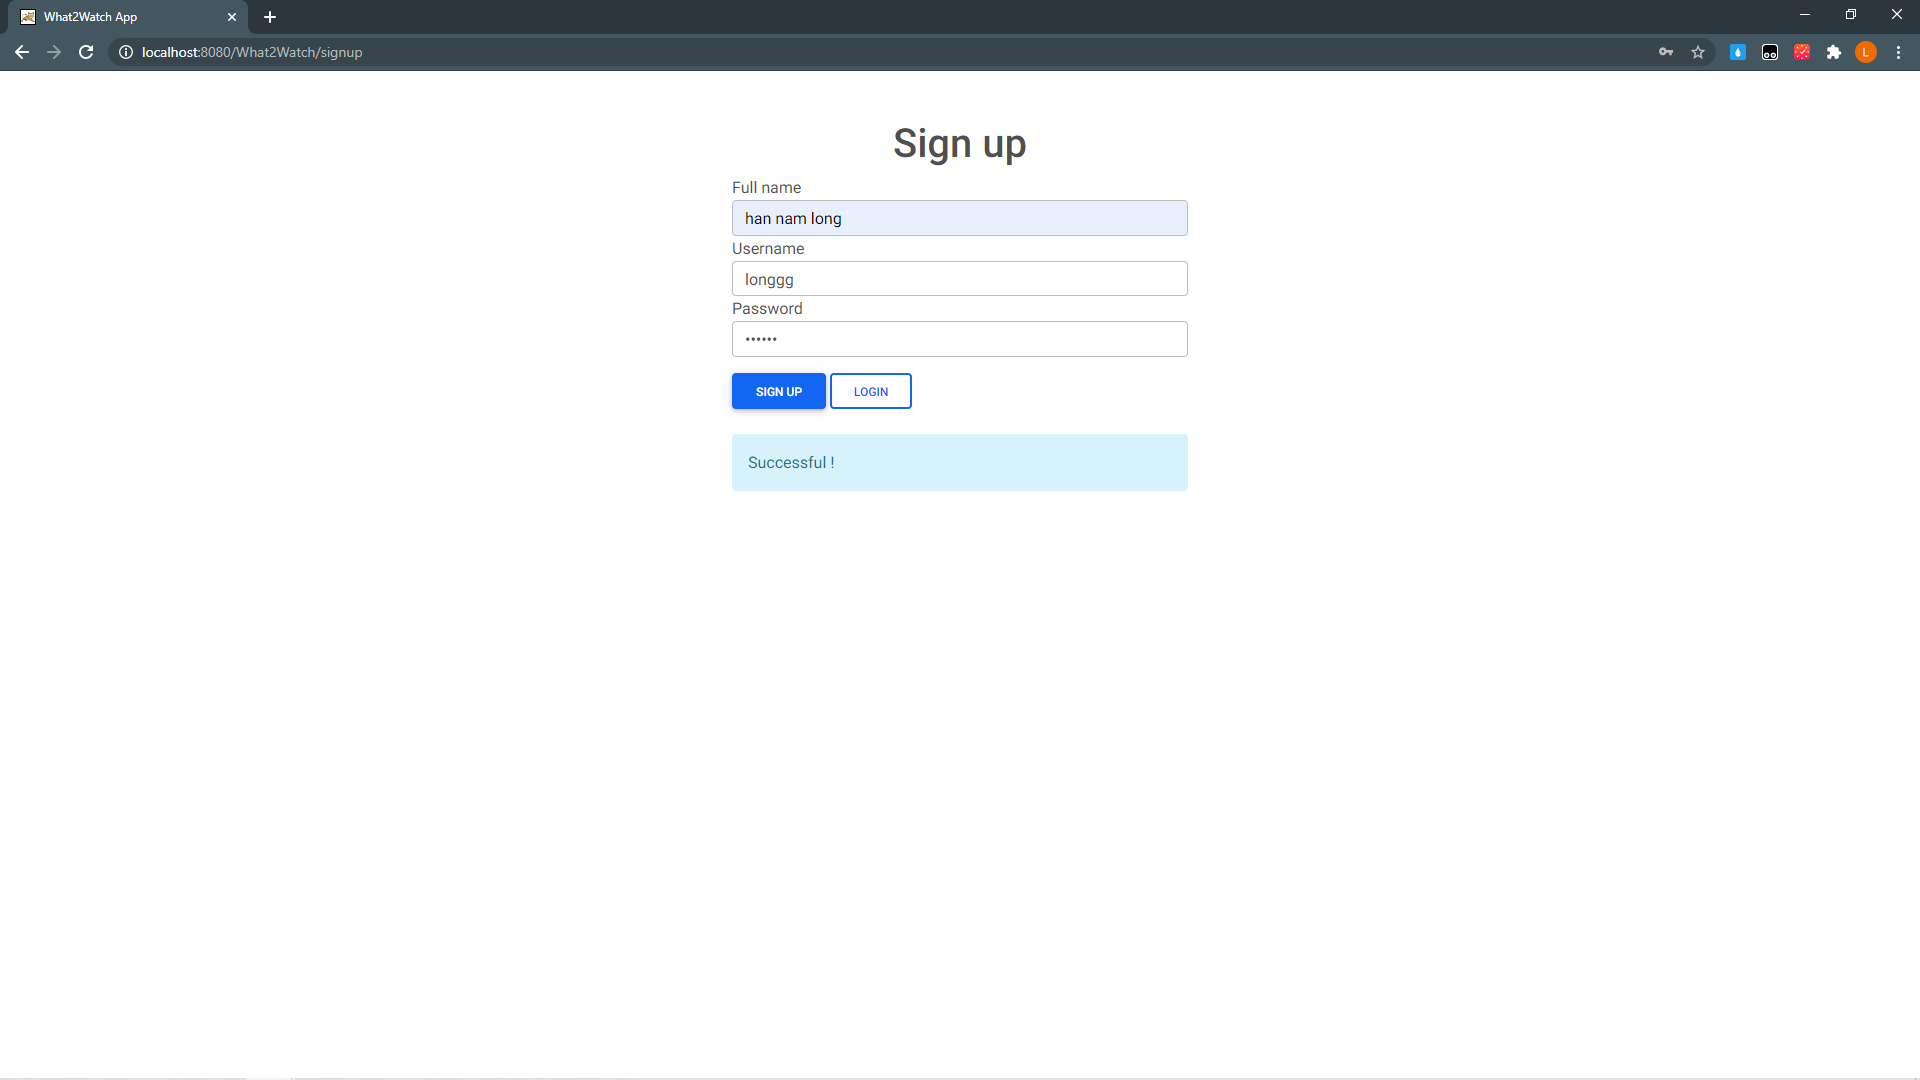 What2Watch App
localhost:8080/What2Watch/signup
L
Sign up
Full name
han nam long
Username
longgg
Password
••••••
SIGN UP
LOGIN
Successful !